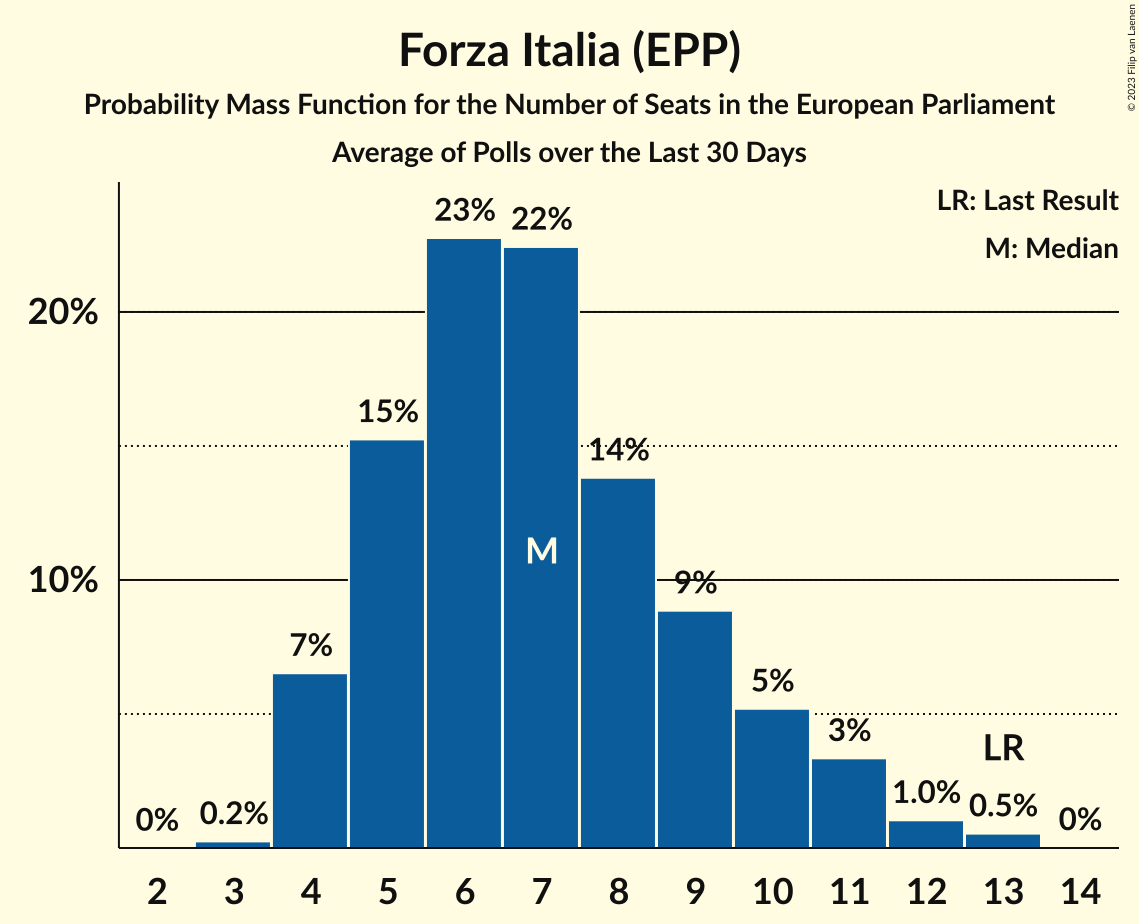 Forza Italia (EPP)
Probability Mass Function for the Number of Seats in the European Parliament
Average of Polls over the Last 30 Days
© 2023 Filip van Laenen
LR: Last Result
M: Median
20%
10%
0%
0.2%
7%
15%
23%
22%
14%
9%
5%
3%
1.0%
0.5%
0%
M
LR
2 3 4 5 6 7 8 9 10 11 12 13 14